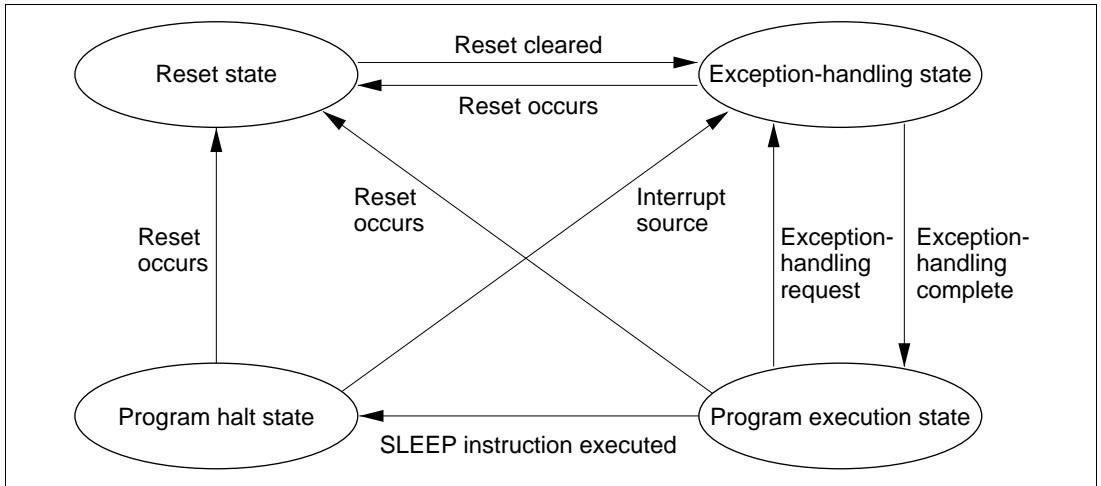 Reset cleared
Reset state
Exception-handling state
Reset occurs
Reset
occurs
Interrupt
source
Reset
occurs
Exception-
handling
request
Exception-
handling
complete
Program halt state
Program execution state
SLEEP instruction executed